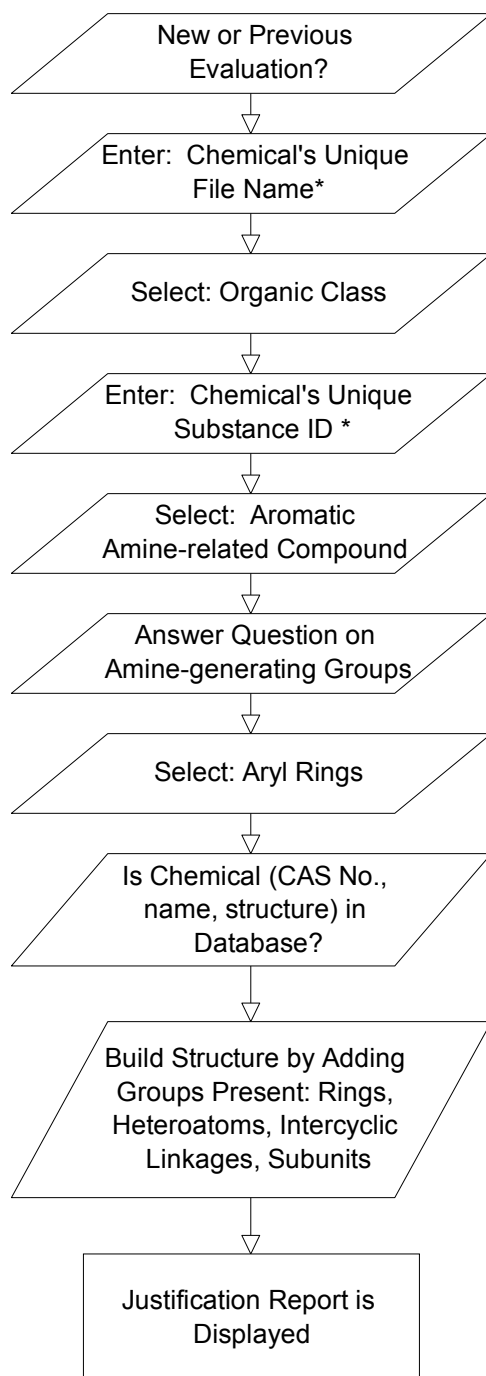 New or Previous
Evaluation?
Enter:  Chemical's Unique
File Name*
Select: Organic Class
Enter:  Chemical's Unique
Substance ID *
Select:  Aromatic
Amine-related Compound
Answer Question on
Amine-generating Groups
Select: Aryl Rings
Is Chemical (CAS No.,
name, structure) in
Database?
Build Structure by Adding
Groups Present: Rings,
Heteroatoms, Intercyclic
Linkages, Subunits
Justification Report is
Displayed